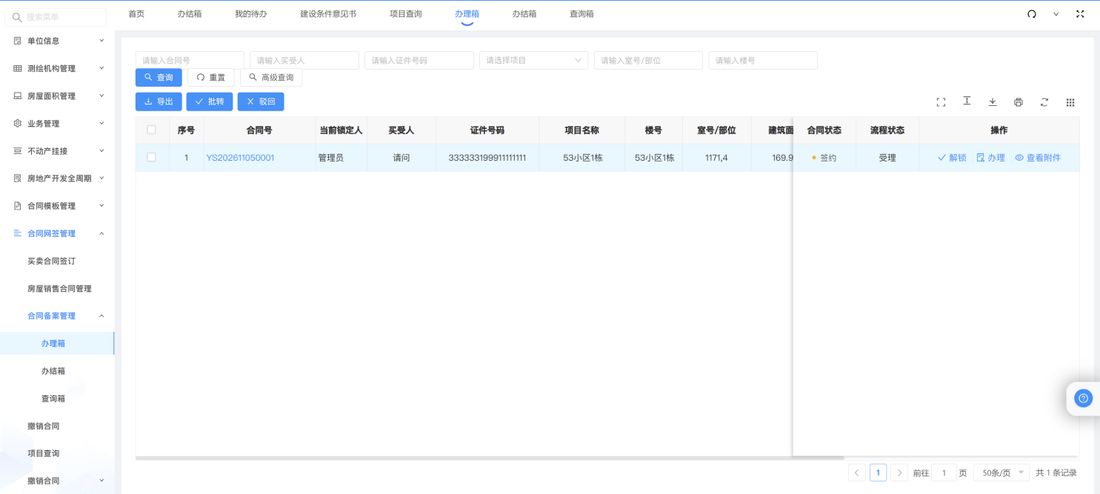 搜索菜单
首页 办结箱 我的待办 建设条件意见书 项目查询 办理箱 办结箱 查询箱
单位信息
测绘机构管理
房屋面积管理
业务管理
不动产挂接
房地产开发全周期
合同模板管理
合同网签管理
买卖合同签订
房屋销售合同管理
合同备案管理
办理箱
办结箱
查询箱
撤销合同
项目查询
撤销合同
请输入合同号 请输入买受人 请输入证件号码 请选择项目 请输入室号/部位 请输入楼号
查询 重置 高级查询
导出 批转 驳回
序号 合同号 当前锁定人 买受人 证件号码 项目名称 楼号 室号/部位 建筑面 合同状态 流程状态 操作
1 YS202611050001 管理员 请问 333333199911111111 53小区1栋 53小区1栋 1171,4 169.9 签约 受理 解锁 办理 查看附件
1 前往 1 页 50条/页 共 1 条记录